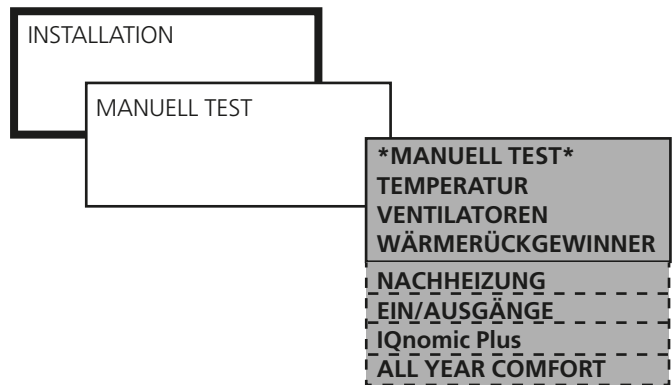 INSTALLATION
MANUELL TEST
*MANUELL TEST*
TEMPERATUR
VENTILATOREN
WÄRMERÜCKGEWINNER
NACHHEIZUNG
EIN/AUSGÄNGE
IQnomic Plus
ALL YEAR COMFORT